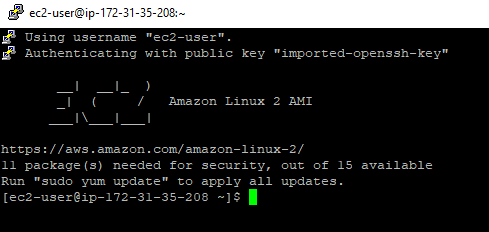 ec2-user@ip-172-31-35-208:~
Using username "ec2-user".
Authenticating with public key "imported-openssh-key"
__|  __|_  )
_|  (     /   Amazon Linux 2 AMI
___|\___|___|
https://aws.amazon.com/amazon-linux-2/
11 package(s) needed for security, out of 15 available
Run "sudo yum update" to apply all updates.
[ec2-user@ip-172-31-35-208 ~]$